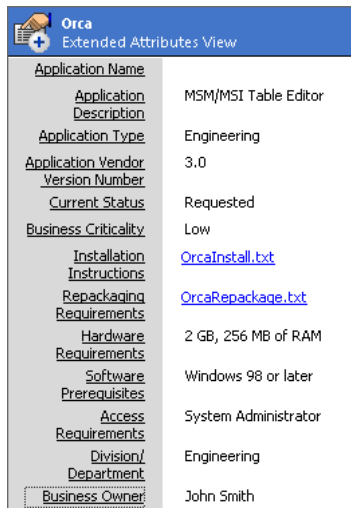 Orca
Extended Attributes View
Application Name
Application Description MSM/MSI Table Editor
Application Type Engineering
Application Vendor Version Number 3.0
Current Status Requested
Business Criticality Low
Installation Instructions OrcaInstall.txt
Repackaging Requirements OrcaRepackage.txt
Hardware Requirements 2 GB, 256 MB of RAM
Software Prerequisites Windows 98 or later
Access Requirements System Administrator
Division/ Department Engineering
Business Owner John Smith